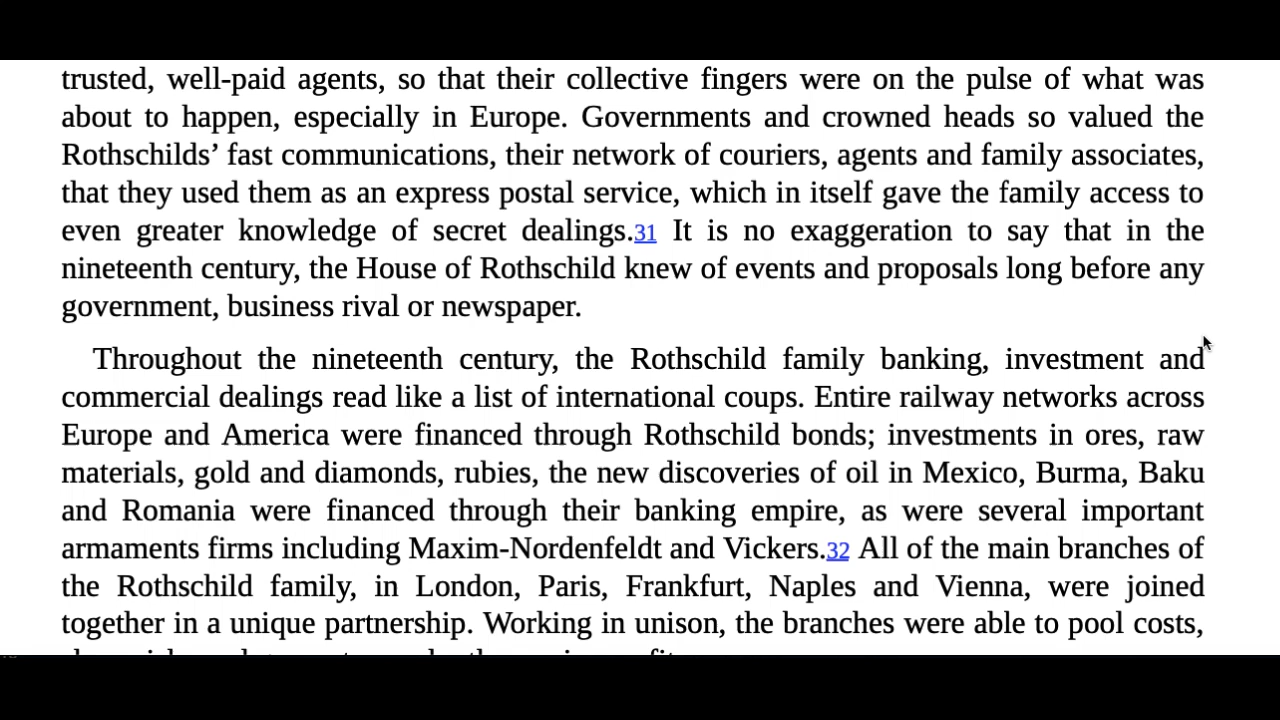 trusted, well-paid agents, so that their collective fingers were on the pulse of what was
about to happen, especially in Europe. Governments and crowned heads so valued the
Rothschilds’ fast communications, their network of couriers, agents and family associates,
that they used them as an express postal service, which in itself gave the family access to
even greater knowledge of secret dealings.31 It is no exaggeration to say that in the
nineteenth century, the House of Rothschild knew of events and proposals long before any
government, business rival or newspaper.
Throughout the nineteenth century, the Rothschild family banking, investment and
commercial dealings read like a list of international coups. Entire railway networks across
Europe and America were financed through Rothschild bonds; investments in ores, raw
materials, gold and diamonds, rubies, the new discoveries of oil in Mexico, Burma, Baku
and Romania were financed through their banking empire, as were several important
armaments firms including Maxim-Nordenfeldt and Vickers.32 All of the main branches of
the Rothschild family, in London, Paris, Frankfurt, Naples and Vienna, were joined
together in a unique partnership. Working in unison, the branches were able to pool costs,